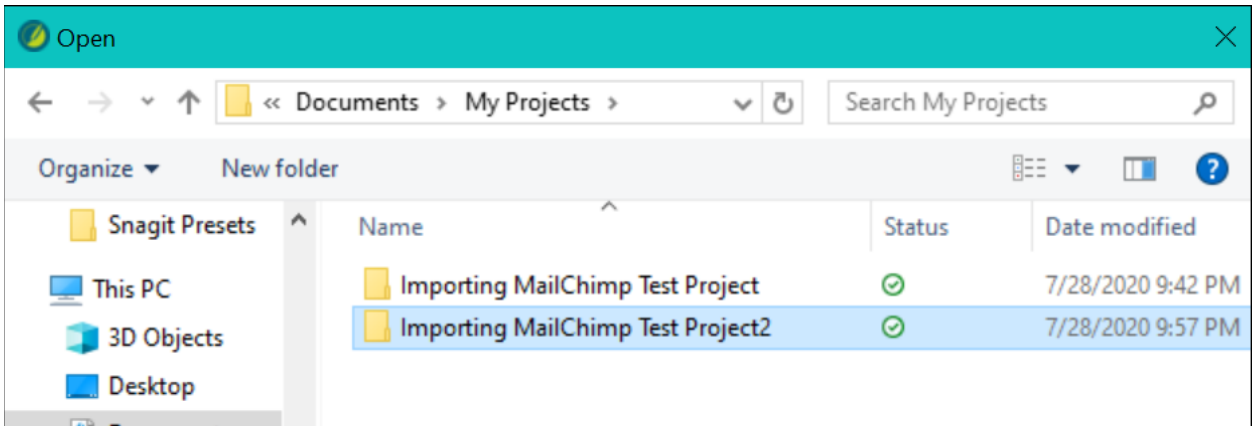 Open
« Documents > My Projects >
Search My Projects
Organize
New folder
?
Snagit Presets
Name
Status
Date modified
This PC
Importing MailChimp Test Project
7/28/2020 9:42 PM
Importing MailChimp Test Project2
7/28/2020 9:57 PM
3D Objects
Desktop